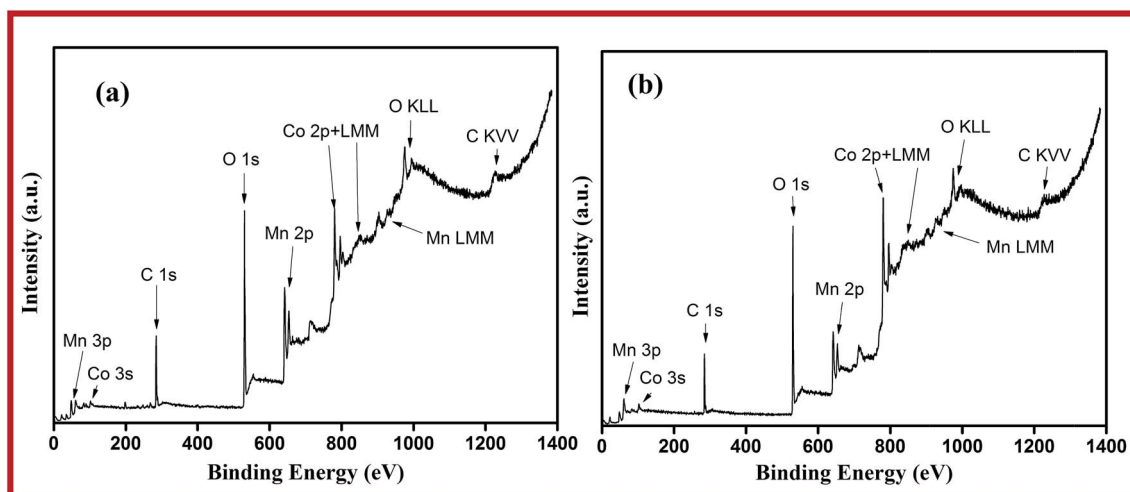 (a)
O KLL
Co 2p+LMM
C KVV
O 1s
Mn 2p
Mn LMM
C 1s
Mn 3p
Co 3s
Intensity (a.u.)
0 200 400 600 800 1000 1200 1400
Binding Energy (eV)
(b)
O KLL
Co 2p+LMM
C KVV
O 1s
Mn LMM
Mn 2p
C 1s
Mn 3p
Co 3s
Intensity (a.u.)
0 200 400 600 800 1000 1200 1400
Binding Energy (eV)